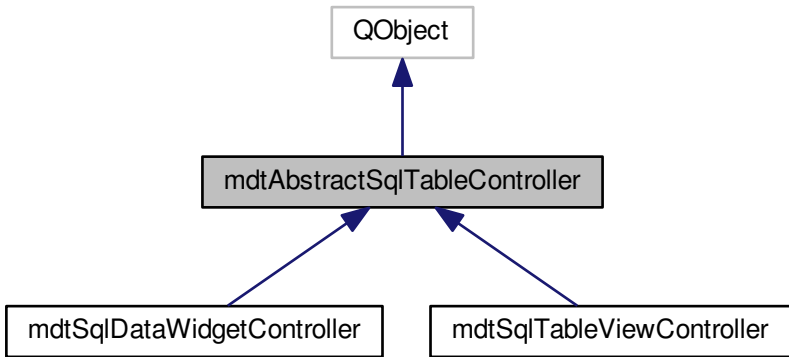 QObject
mdtAbstractSqlTableController
mdtSqlDataWidgetController
mdtSqlTableViewController